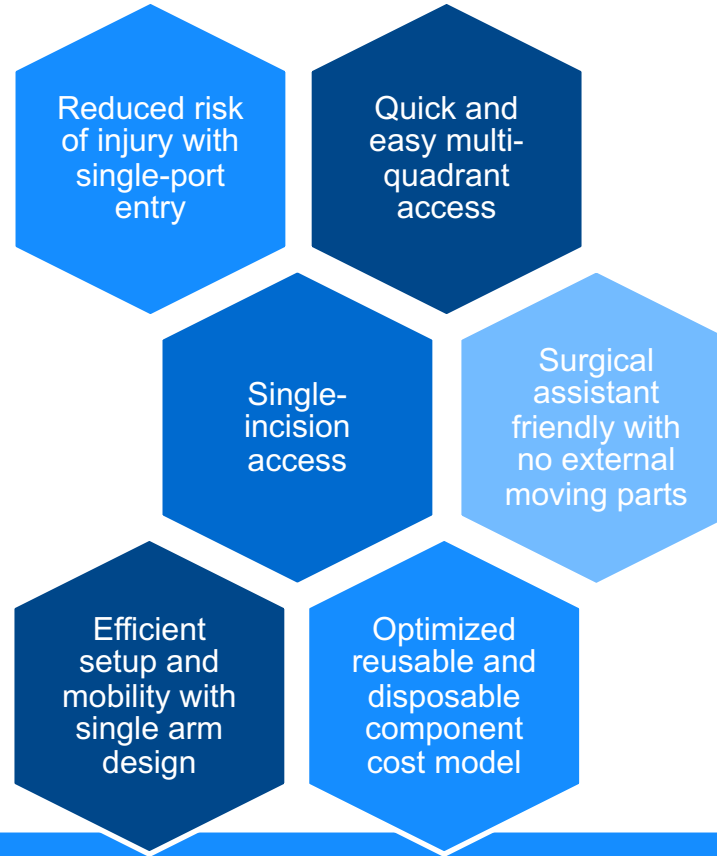 Reduced risk
of injury with
single-port
entry
Quick and
easy multi-
quadrant
access
Single-
incision
access
Surgical
assistant
friendly with
no external
moving parts
Efficient
setup and
mobility with
single arm
design
Optimized
reusable and
disposable
component
cost model